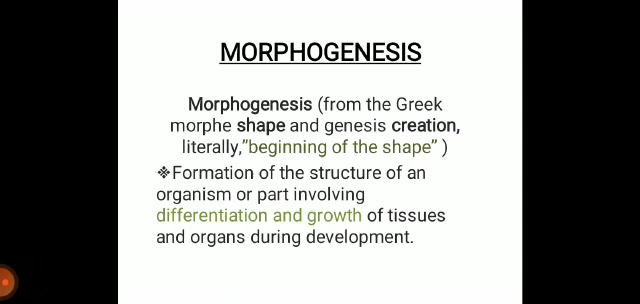 MORPHOGENESIS
Morphogenesis (from the Greek
morphe shape and genesis creation,
literally,”beginning of the shape” )
❖Formation of the structure of an
organism or part involving
differentiation and growth of tissues
and organs during development.